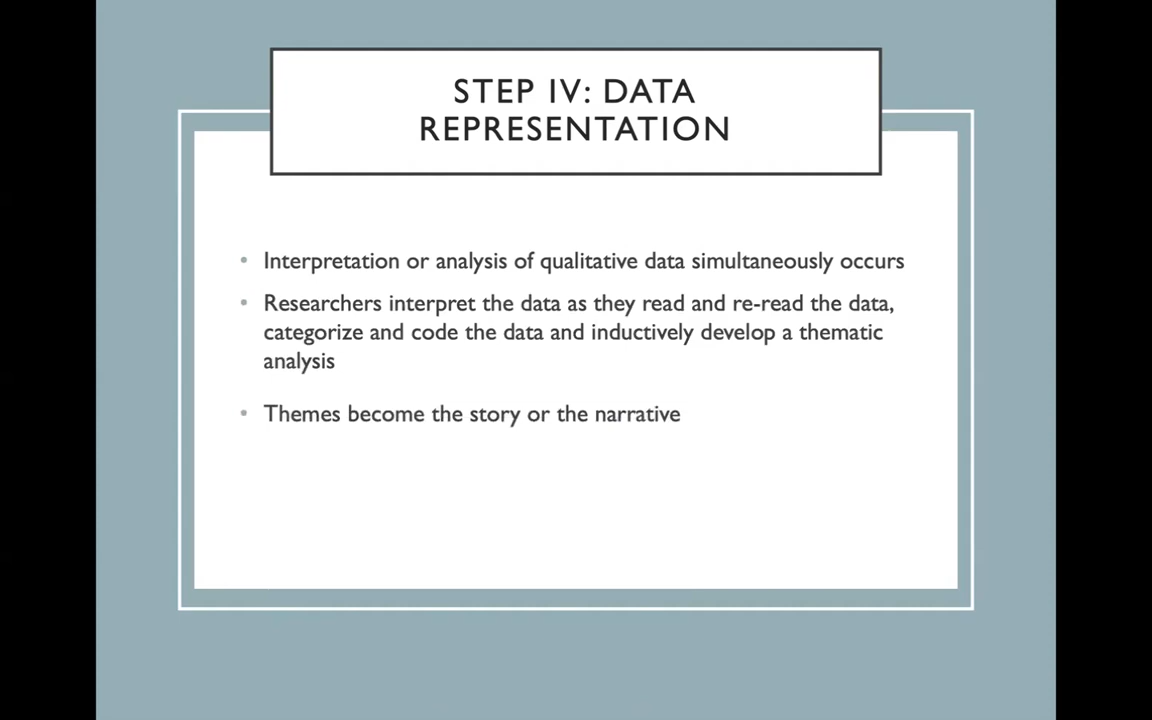 STEP IV: DATA
REPRESENTATION
• Interpretation or analysis of qualitative data simultaneously occurs
• Researchers interpret the data as they read and re-read the data,
categorize and code the data and inductively develop a thematic
analysis
• Themes become the story or the narrative